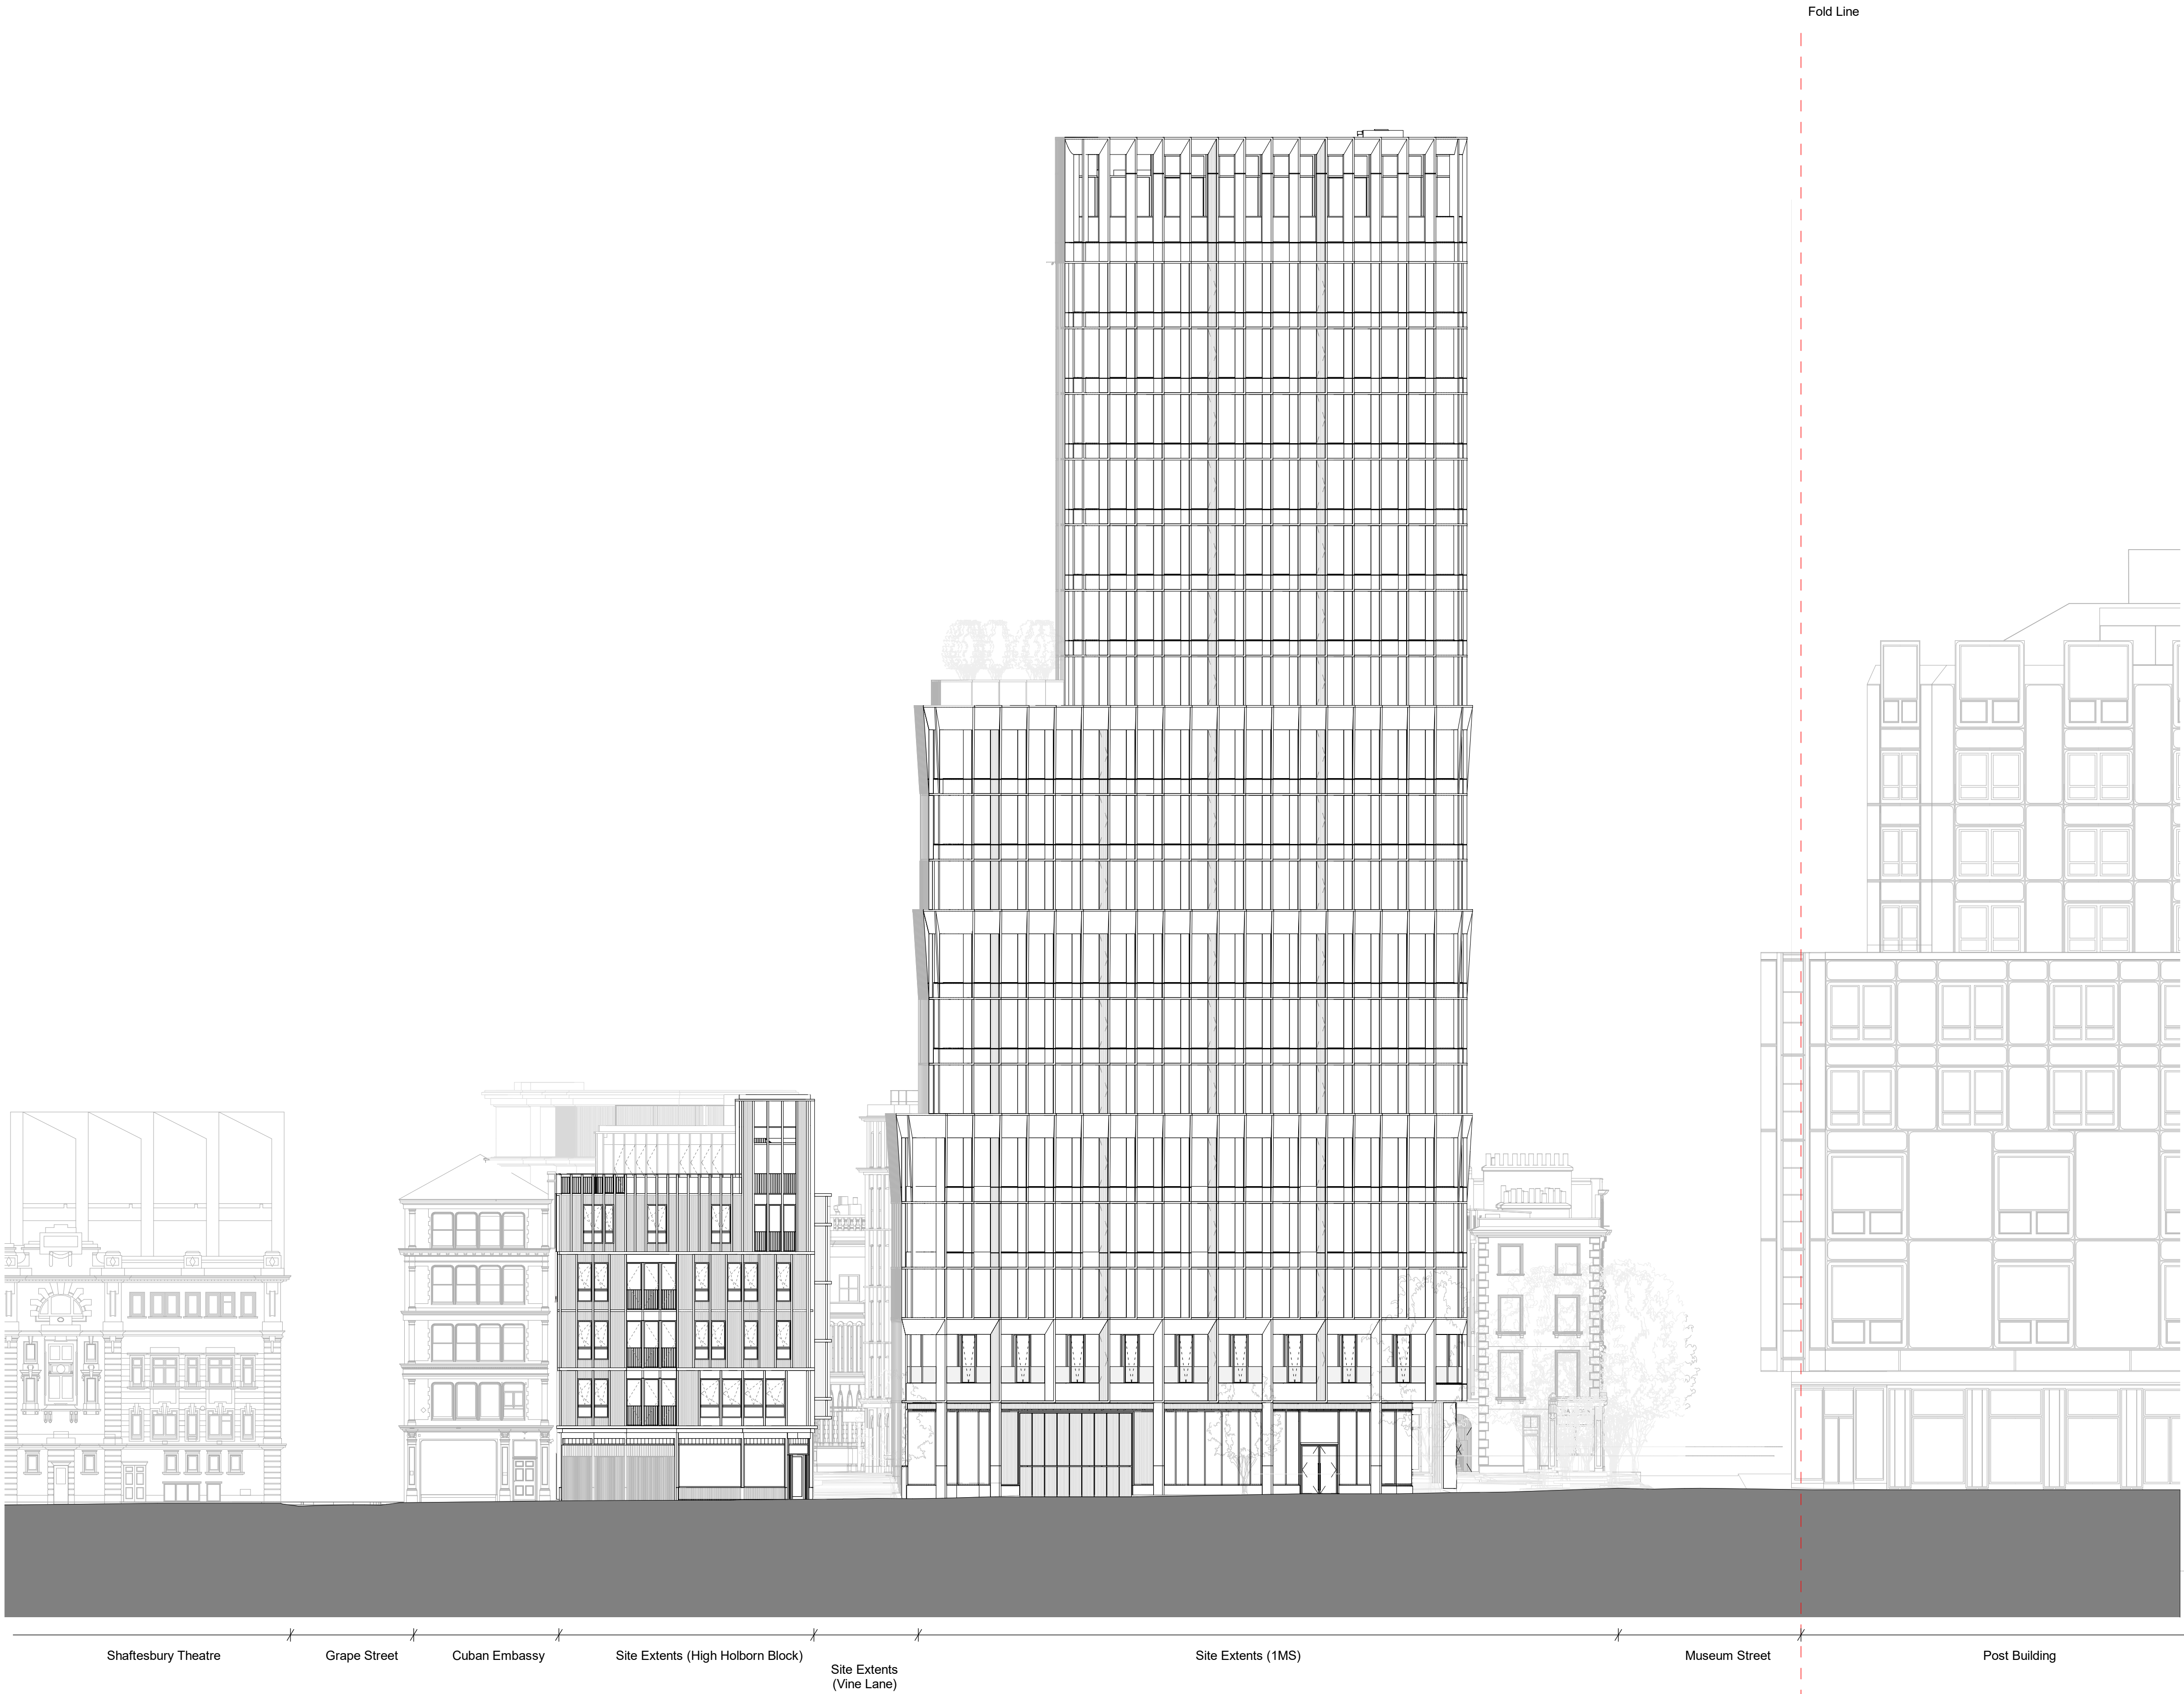 Fold Line
Shaftesbury Theatre
Grape Street
Cuban Embassy
Site Extents (High Holborn Block)
Site Extents
(Vine Lane)
Site Extents (1MS)
Museum Street
Post Building